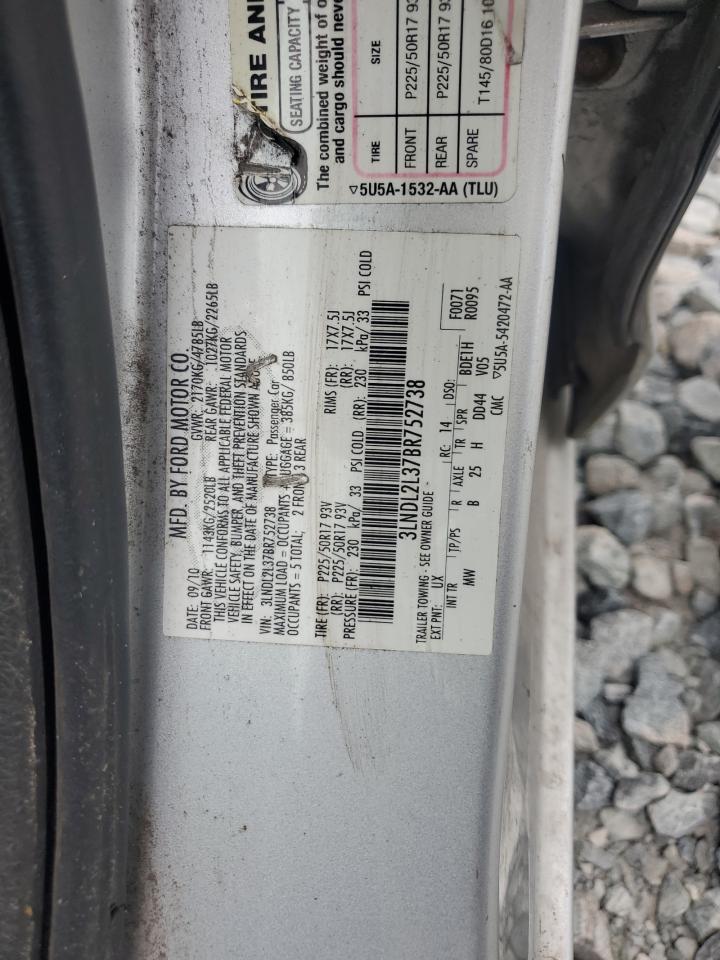 TIRE AND
SEATING CAPACITY
The combined weight of o
and cargo should neve
TIRE SIZE
FRONT P225/50R17 93
REAR P225/50R17 93
SPARE T145/80D16 10
▽5U5A-1532-AA (TLU)
MFD. BY FORD MOTOR CO.
DATE: 09/10 GVWR: 2170KG/4785LB
FRONT GAWR: 1143KG/2520LB REAR GAWR: 1027KG/2265LB
THIS VEHICLE CONFORMS TO ALL APPLICABLE FEDERAL MOTOR
VEHICLE SAFETY, BUMPER, AND THEFT PREVENTION STANDARDS
IN EFFECT ON THE DATE OF MANUFACTURE SHOWN ABOVE
VIN: 3LNDL2L37BR752738 TYPE: Passenger Car
MAXIMUM LOAD = OCCUPANTS + LUGGAGE = 385KG/ 850LB
OCCUPANTS = 5 TOTAL; 2 FRONT 3 REAR
TIRE (FR): P225/50R17 93V RIMS (FR): 17X7.5J
(RR): P225/50R17 93V (RR): 17X7.5J
PRESSURE (FR): 230 kPa/ 33 PSI COLD (RR): 230 kPa/ 33 PSI COLD
3LNDL2L37BR752738
TRAILER TOWING - SEE OWNER GUIDE F0071
EXT PNT: UX RC: 14 DSO: R0095
INT TR TP/PS R AXLE TR SPR BDE1H
MW B 25 H DD44 V05
CMC ▽5U5A-5420472-AA